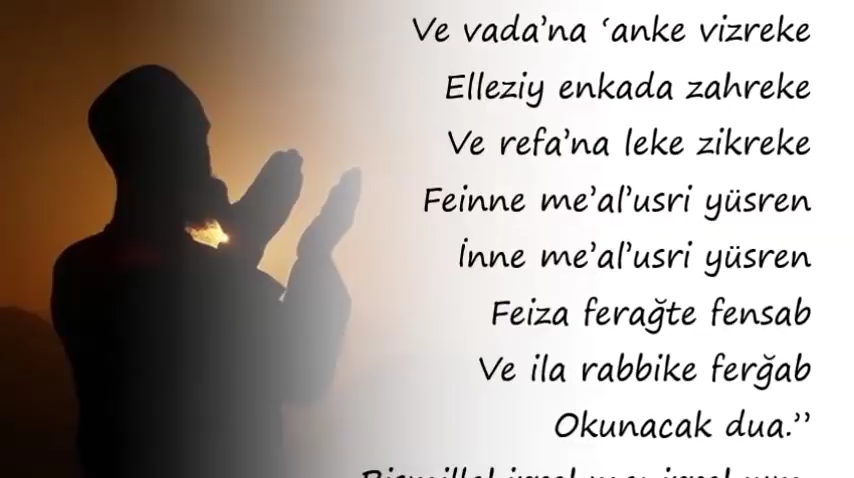 Ve vada’na ‘anke vizreke
Elleziy enkada zahreke
Ve refa’na leke zikreke
Feinne me’al’usri yüsren
İnne me’al’usri yüsren
Feiza ferağte fensab
Ve ila rabbike ferğab
Okunacak dua.”